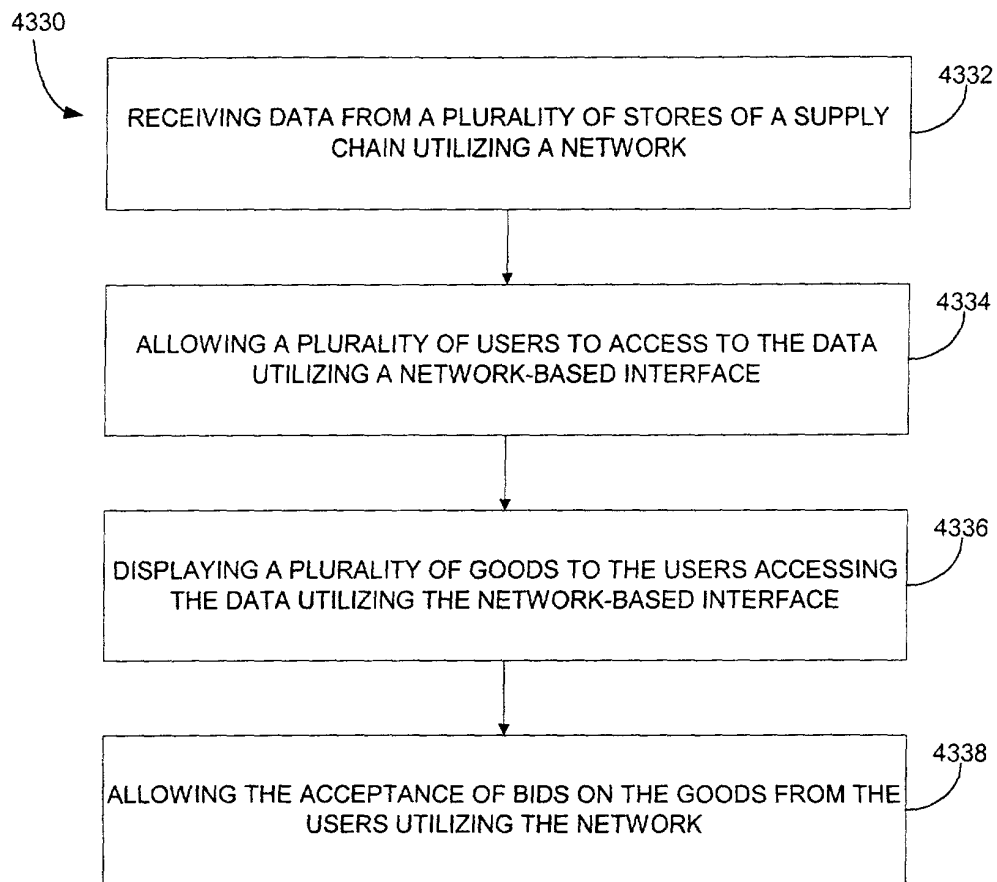 4330
RECEIVING DATA FROM A PLURALITY OF STORES OF A SUPPLY
CHAIN UTILIZING A NETWORK
4332
ALLOWING A PLURALITY OF USERS TO ACCESS TO THE DATA
UTILIZING A NETWORK-BASED INTERFACE
4334
DISPLAYING A PLURALITY OF GOODS TO THE USERS ACCESSING
THE DATA UTILIZING THE NETWORK-BASED INTERFACE
4336
ALLOWING THE ACCEPTANCE OF BIDS ON THE GOODS FROM THE
USERS UTILIZING THE NETWORK
4338